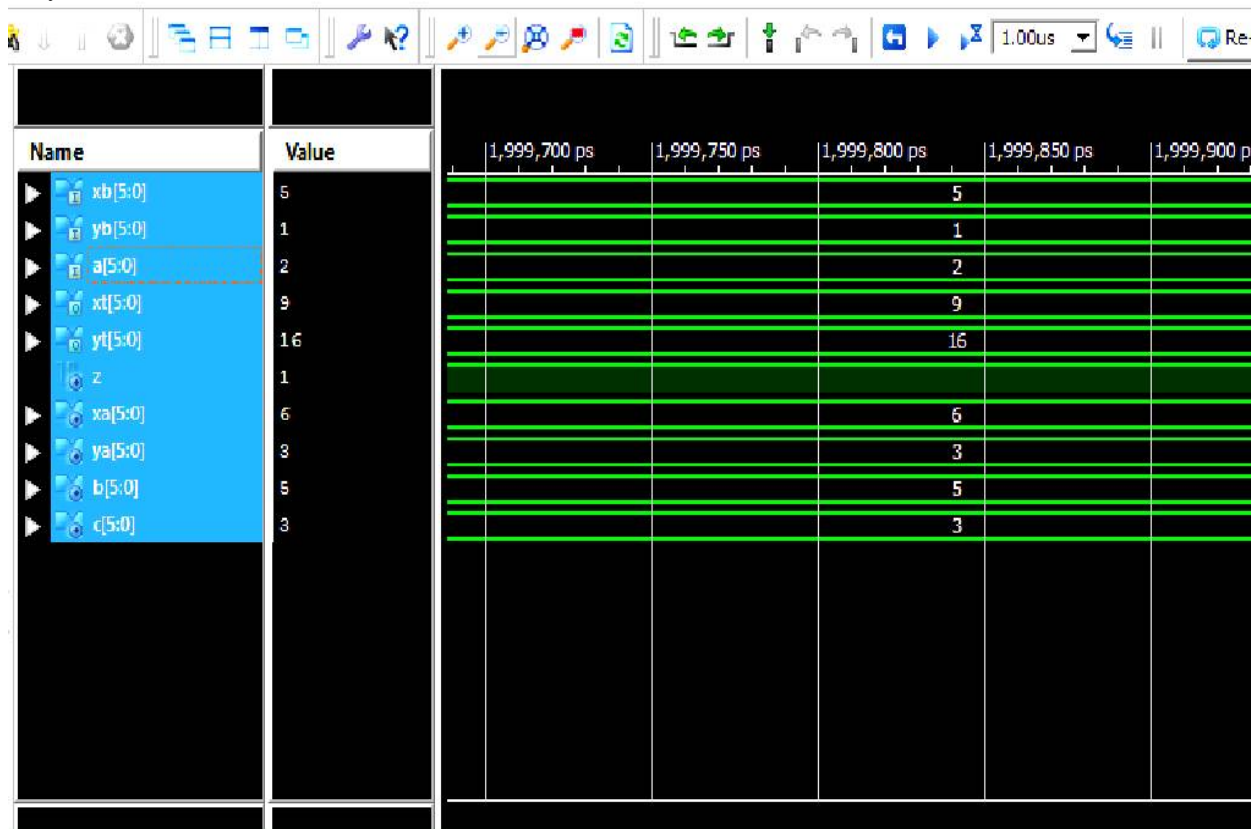 1.00us Re-
Name Value 1,999,700 ps 1,999,750 ps 1,999,800 ps 1,999,850 ps 1,999,900 p
xb[5:0] 5 5
yb[5:0] 1 1
a[5:0] 2 2
xt[5:0] 9 9
yt[5:0] 16 16
z 1
xa[5:0] 6 6
ya[5:0] 3 3
b[5:0] 5 5
c[5:0] 3 3